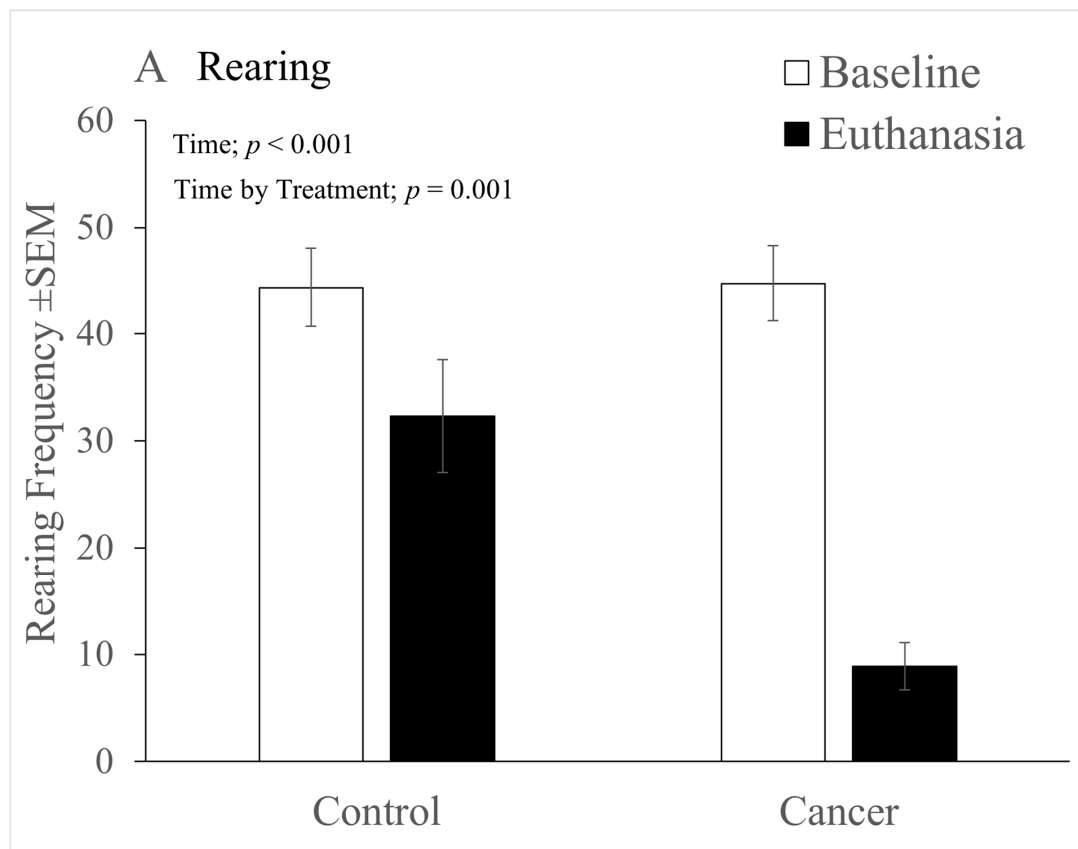 A Rearing
Baseline
Euthanasia
Time; p < 0.001
Time by Treatment; p = 0.001
Rearing Frequency ±SEM
60
50
40
30
20
10
0
Control
Cancer